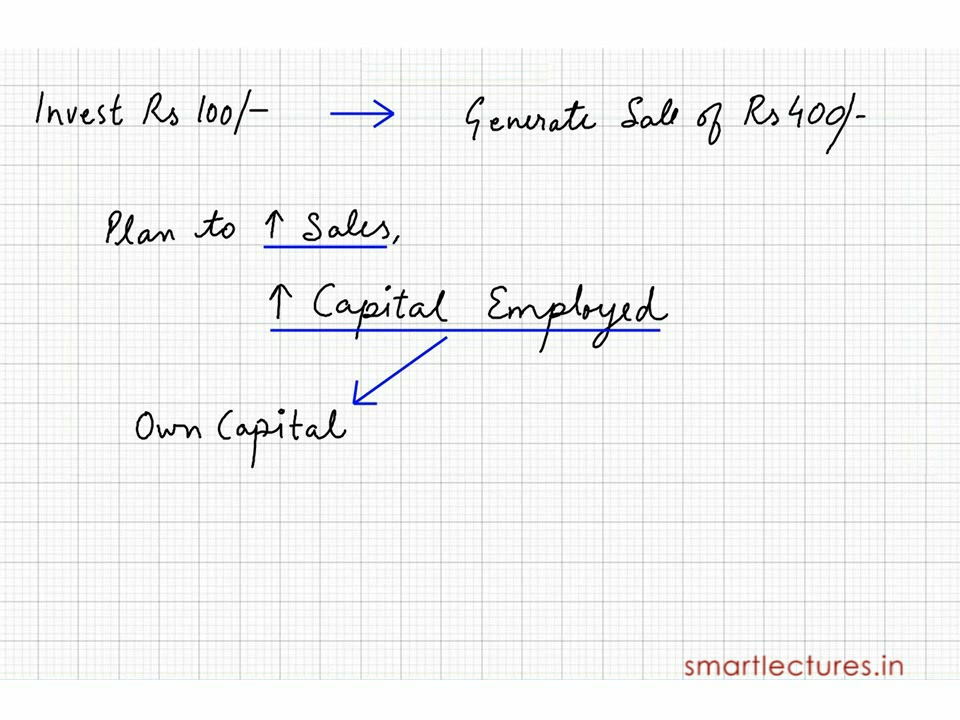 Invest Rs 100/- → Generate Sale of Rs 400/-
Plan to ↑ Sales,
↑ Capital Employed
Own Capital
smartlectures.in